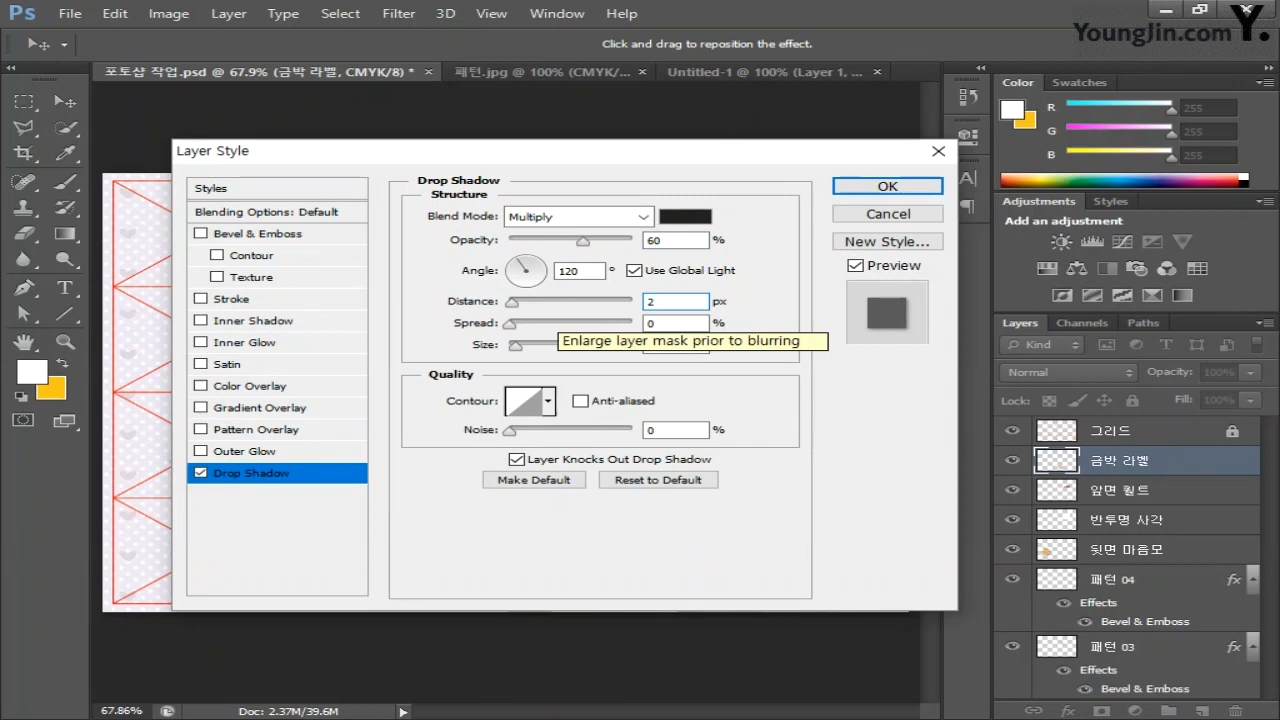 Ps File Edit Image Layer Type Select Filter 3D View Window Help
YoungJin.com Y.
Click and drag to reposition the effect.
포토샵 작업.psd @ 67.9% (금박 라벨, CMYK/8) * × 패턴.jpg @ 100% (CMYK/... × Untitled-1 @ 100% (Layer 1, ... ×
Layer Style
Styles
Blending Options: Default
Bevel & Emboss
Contour
Texture
Stroke
Inner Shadow
Inner Glow
Satin
Color Overlay
Gradient Overlay
Pattern Overlay
Outer Glow
Drop Shadow
Drop Shadow
Structure
Blend Mode: Multiply
Opacity: 60 %
Angle: 120 ° Use Global Light
Distance: 2 px
Spread: 0 %
Size:
Enlarge layer mask prior to blurring
Quality
Contour: Anti-aliased
Noise: 0 %
Layer Knocks Out Drop Shadow
Make Default Reset to Default
OK
Cancel
New Style...
Preview
Color Swatches
R 255
G 255
B 255
Adjustments Styles
Add an adjustment
Layers Channels Paths
Kind
Normal Opacity: 100%
Lock: Fill: 100%
그리드
금박 라벨
앞면 월트
반투명 사각
뒷면 마음모
패턴 04 fx
Effects
Bevel & Emboss
패턴 03 fx
Effects
Bevel & Emboss
fx
67.86% Doc: 2.37M/39.6M